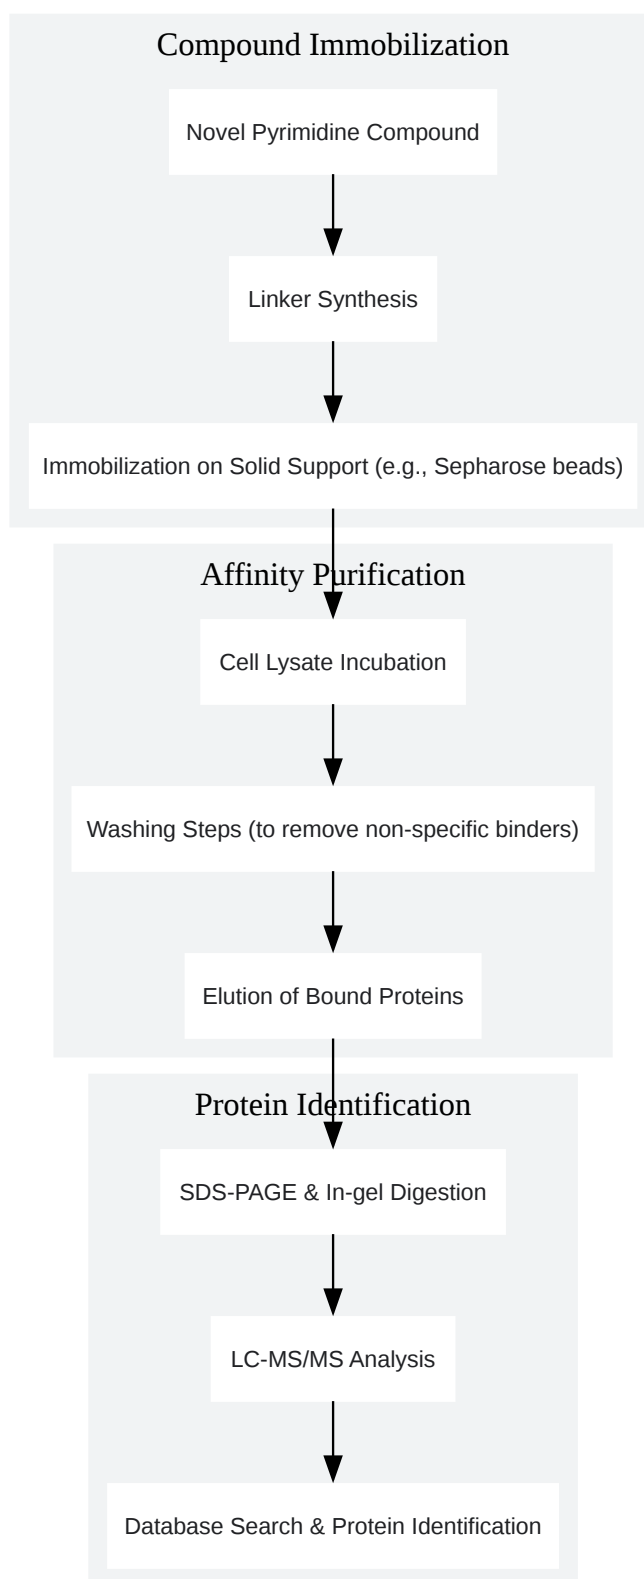 Compound Immobilization
Novel Pyrimidine Compound
Linker Synthesis
Immobilization on Solid Support (e.g., Sepharose beads)
Affinity Purification
Cell Lysate Incubation
Washing Steps (to remove non-specific binders)
Elution of Bound Proteins
Protein Identification
SDS-PAGE & In-gel Digestion
LC-MS/MS Analysis
Database Search & Protein Identification